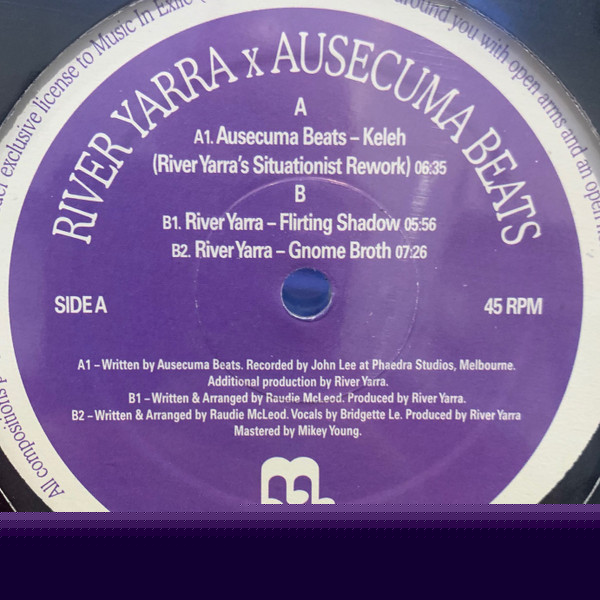 RIVER YARRA x AUSECUMA BEATS
A
A1. Ausecuma Beats – Keleh
(River Yarra's Situationist Rework) 06:35
B
B1. River Yarra – Flirting Shadow 05:56
B2. River Yarra – Gnome Broth 07:26
SIDE A
45 RPM
A1 – Written by Ausecuma Beats. Recorded by John Lee at Phaedra Studios, Melbourne.
Additional production by River Yarra.
B1 – Written & Arranged by Raudie McLeod. Produced by River Yarra.
B2 – Written & Arranged by Raudie McLeod. Vocals by Bridgette Le. Produced by River Yarra
Mastered by Mikey Young.
All compositions
exclusive license to Music In Exile
around you with open arms and an open